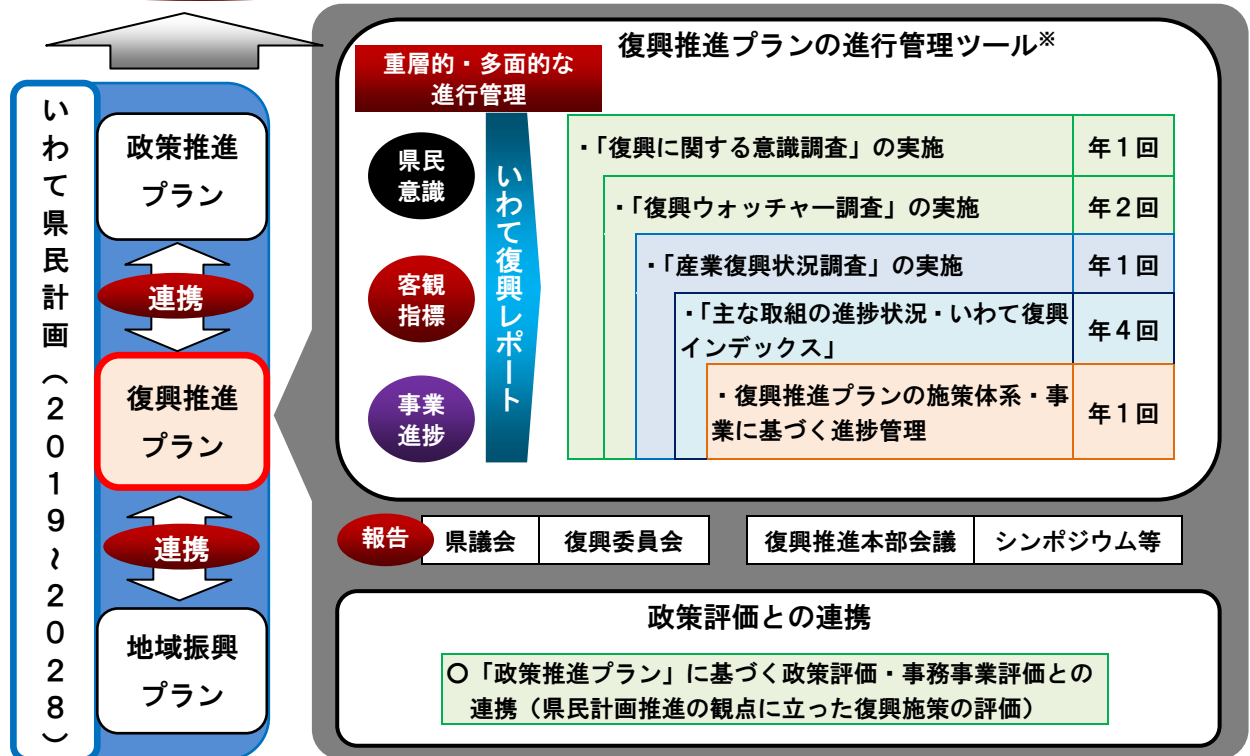 いわて県民計画（２０１９～２０２８）
政策推進
プラン
連携
復興推進
プラン
連携
地域振興
プラン
復興推進プランの進行管理ツール※
重層的・多面的な
進行管理
県民
意識
客観
指標
事業
進捗
いわて復興レポート
・「復興に関する意識調査」の実施
年１回
・「復興ウォッチャー調査」の実施
年２回
・「産業復興状況調査」の実施
年１回
・「主な取組の進捗状況・いわて復興
インデックス」
年４回
・復興推進プランの施策体系・事
業に基づく進捗管理
年１回
報告
県議会
復興委員会
復興推進本部会議
シンポジウム等
政策評価との連携
〇「政策推進プラン」に基づく政策評価・事務事業評価との
連携（県民計画推進の観点に立った復興施策の評価）